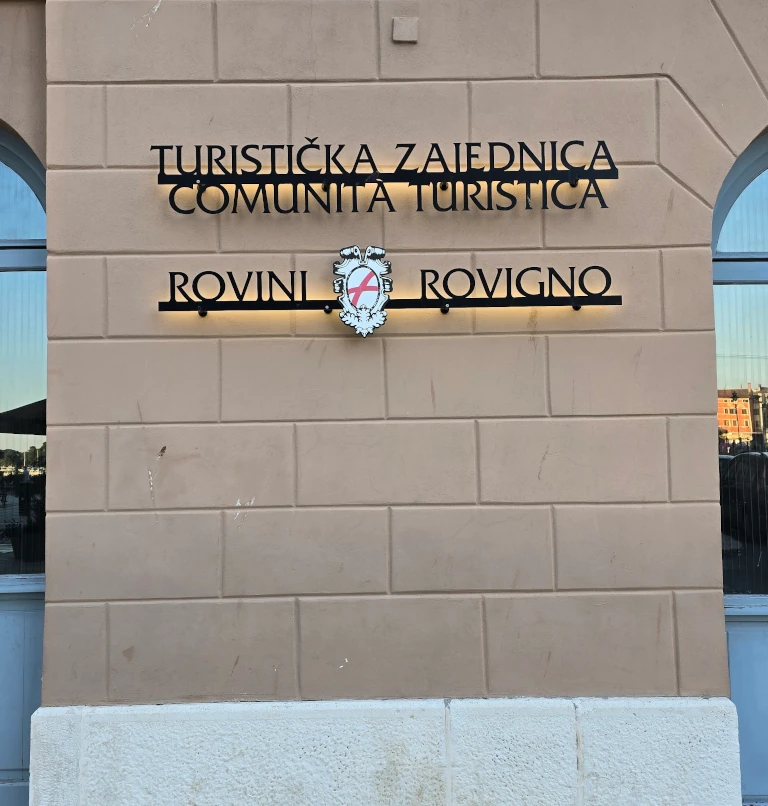 TURISTIČKA ZAJEDNICA
COMUNITÀ TURISTICA
ROVINJ ROVIGNO